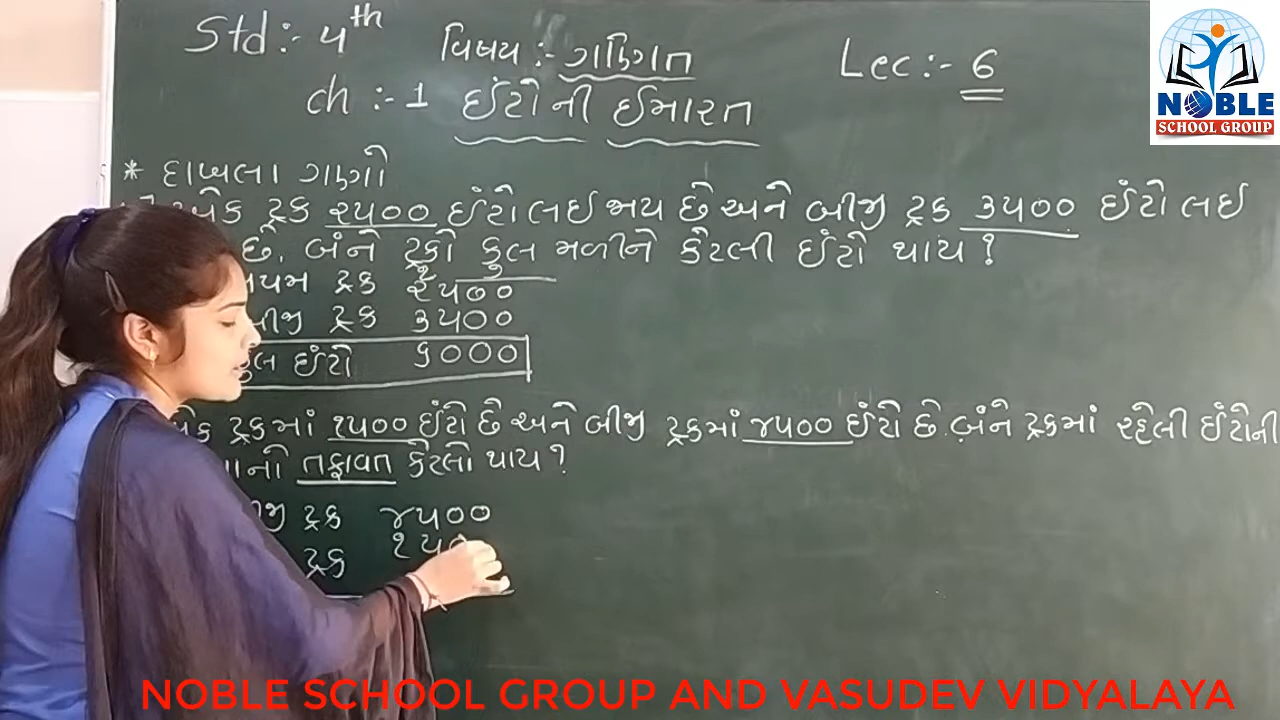 Std :- 4th
વિષય :- ગણિત
Lec :- 6
ch :- 1 ઈંટોની ઈમારત
NOBLE
SCHOOL GROUP
* દાખલા ગણો
એક ટ્રક ૨૫૦૦ ઈંટો લઈ જાય છે અને બીજી ટ્રક ૩૫૦૦ ઈંટો લઈ
છે. બંને ટ્રકો કુલ મળીને કેટલી ઈંટો થાય ?
ટ્રક ૨૫૦૦
ટ્રક ૩૫૦૦
ઈંટો ૬૦૦૦
ટ્રકમાં ૧૫૦૦ ઈંટો છે અને બીજી ટ્રકમાં ૪૫૦૦ ઈંટો છે. બંને ટ્રકમાં રહેલી ઈંટોની
તફાવત કેટલો થાય ?
ટ્રક ૪૫૦૦
ટ્રક
NOBLE SCHOOL GROUP AND VASUDEV VIDYALAYA